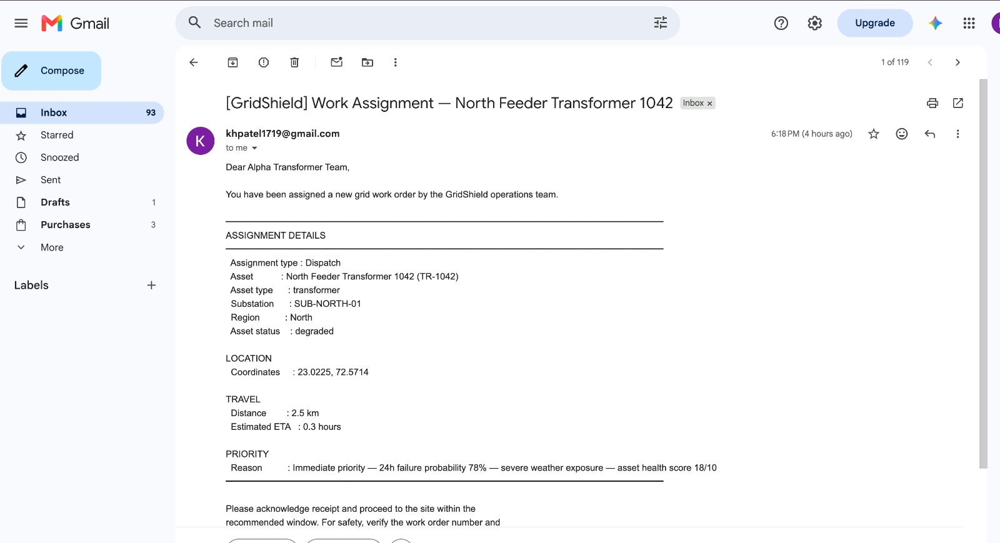 Gmail
Search mail
Upgrade
Compose
1 of 119
Inbox 93
Starred
Snoozed
Sent
Drafts 1
Purchases 3
More
Labels
[GridShield] Work Assignment — North Feeder Transformer 1042 Inbox
K
khpatel1719@gmail.com
6:18 PM (4 hours ago)
to me
Dear Alpha Transformer Team,
You have been assigned a new grid work order by the GridShield operations team.
ASSIGNMENT DETAILS
Assignment type : Dispatch
Asset : North Feeder Transformer 1042 (TR-1042)
Asset type : transformer
Substation : SUB-NORTH-01
Region : North
Asset status : degraded
LOCATION
Coordinates : 23.0225, 72.5714
TRAVEL
Distance : 2.5 km
Estimated ETA : 0.3 hours
PRIORITY
Reason : Immediate priority — 24h failure probability 78% — severe weather exposure — asset health score 18/10
Please acknowledge receipt and proceed to the site within the
recommended window. For safety, verify the work order number and